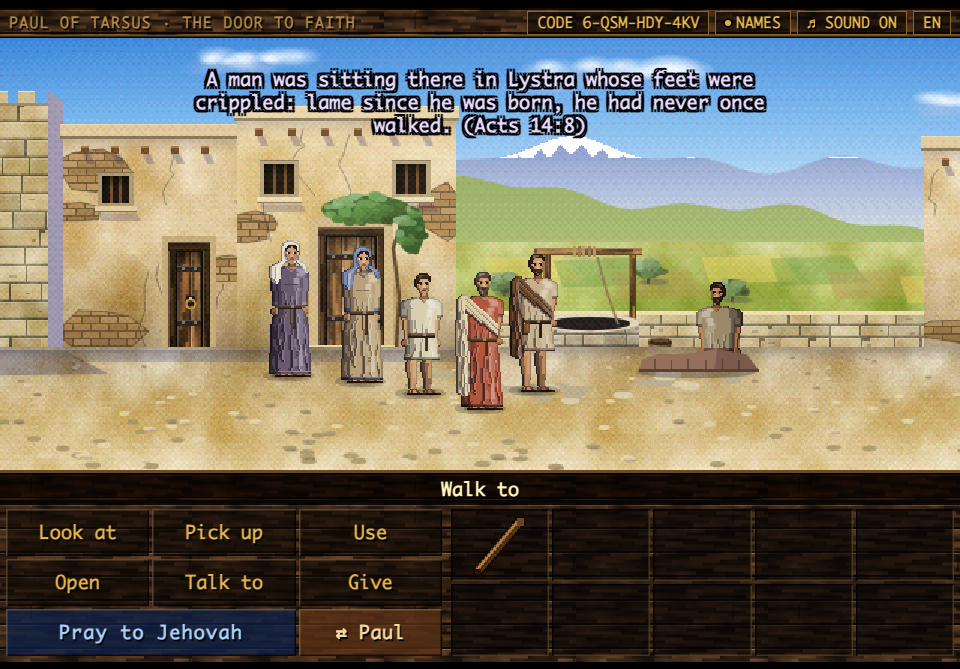 PAUL OF TARSUS · THE DOOR TO FAITH
CODE 6-QSM-HDY-4KV
• NAMES
♬ SOUND ON
EN
A man was sitting there in Lystra whose feet were
crippled: lame since he was born, he had never once
walked. (Acts 14:8)
Walk to
Look at
Pick up
Use
Open
Talk to
Give
Pray to Jehovah
⇄ Paul